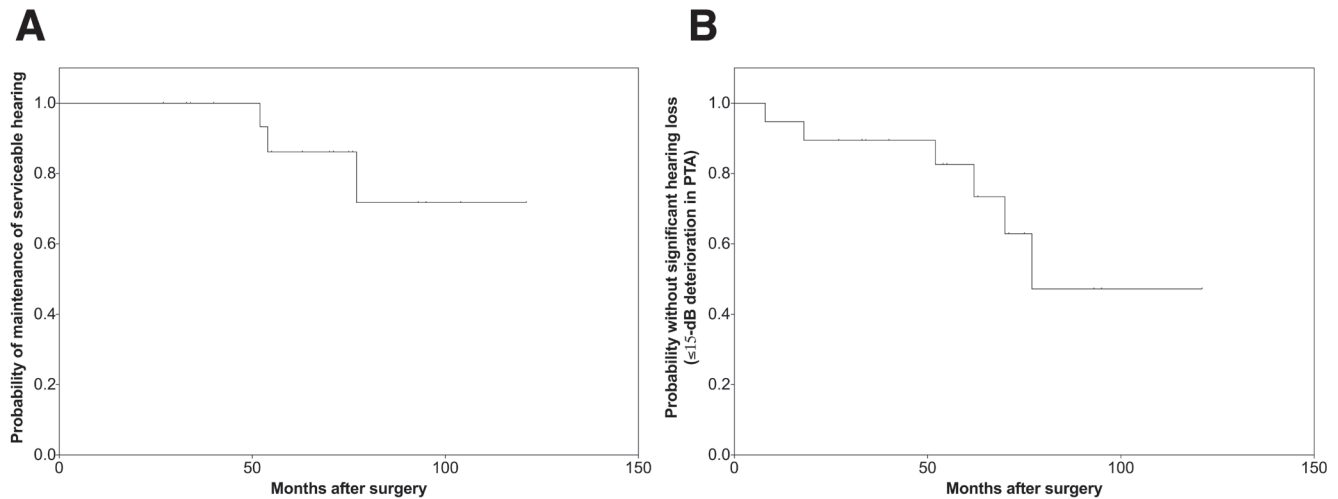 A
Probability of maintenance of serviceable hearing
1.0
0.8
0.6
0.4
0.2
0.0
0
50
100
150
Months after surgery
B
Probability without significant hearing loss
(≤15-dB deterioration in PTA)
1.0
0.8
0.6
0.4
0.2
0.0
0
50
100
150
Months after surgery